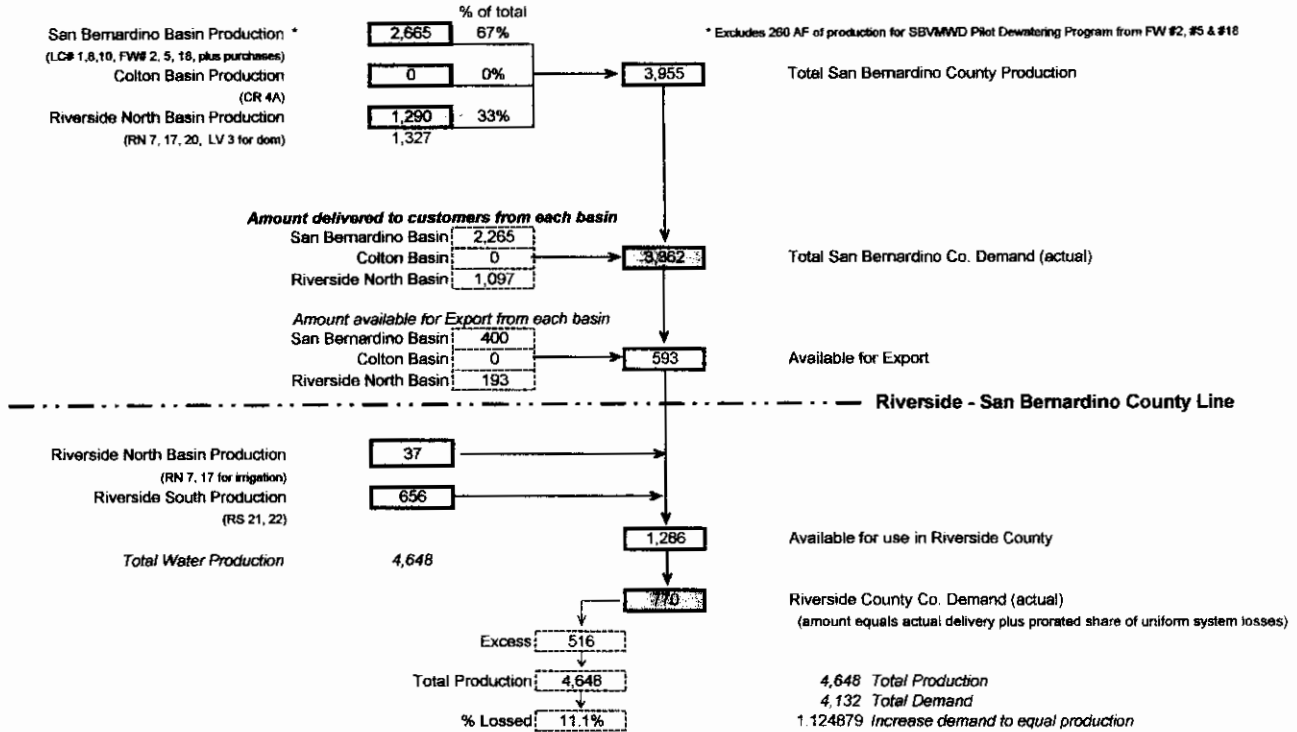 % of total
San Bernardino Basin Production * 2,665 67%
* Excludes 260 AF of production for SBVMWD Pilot Dewatering Program from FW #2, #5 & #18
(LC# 1,8,10, FW# 2, 5, 18, plus purchases)
Colton Basin Production 0 0% 3,955 Total San Bernardino County Production
(CR 4A)
Riverside North Basin Production 1,290 33%
(RN 7, 17, 20, LV 3 for dom) 1,327
Amount delivered to customers from each basin
San Bernardino Basin 2,265
Colton Basin 0 3,362 Total San Bernardino Co. Demand (actual)
Riverside North Basin 1,097
Amount available for Export from each basin
San Bernardino Basin 400
Colton Basin 0 593 Available for Export
Riverside North Basin 193
Riverside - San Bernardino County Line
Riverside North Basin Production 37
(RN 7, 17 for irrigation)
Riverside South Production 656
(RS 21, 22)
1,286 Available for use in Riverside County
Total Water Production 4,648
770 Riverside County Co. Demand (actual)
(amount equals actual delivery plus prorated share of uniform system losses)
Excess 516
Total Production 4,648 4,648 Total Production
4,132 Total Demand
% Lossed 11.1% 1.124879 Increase demand to equal production